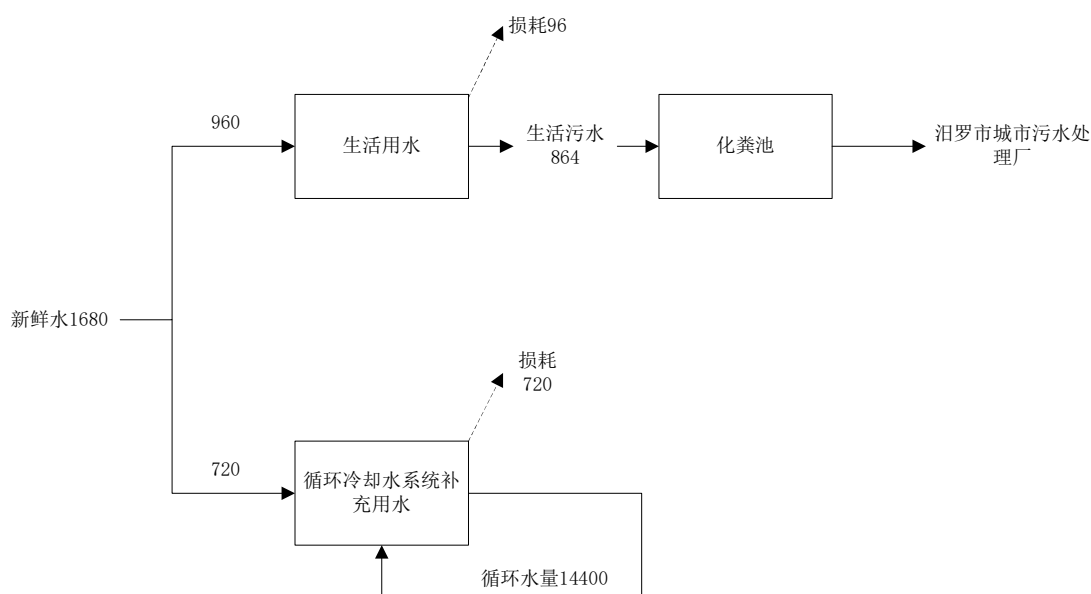 损耗96
960
生活用水
生活污水
864
化粪池
汨罗市城市污水处
理厂
新鲜水1680
损耗
720
720
循环冷却水系统补
充用水
循环水量14400